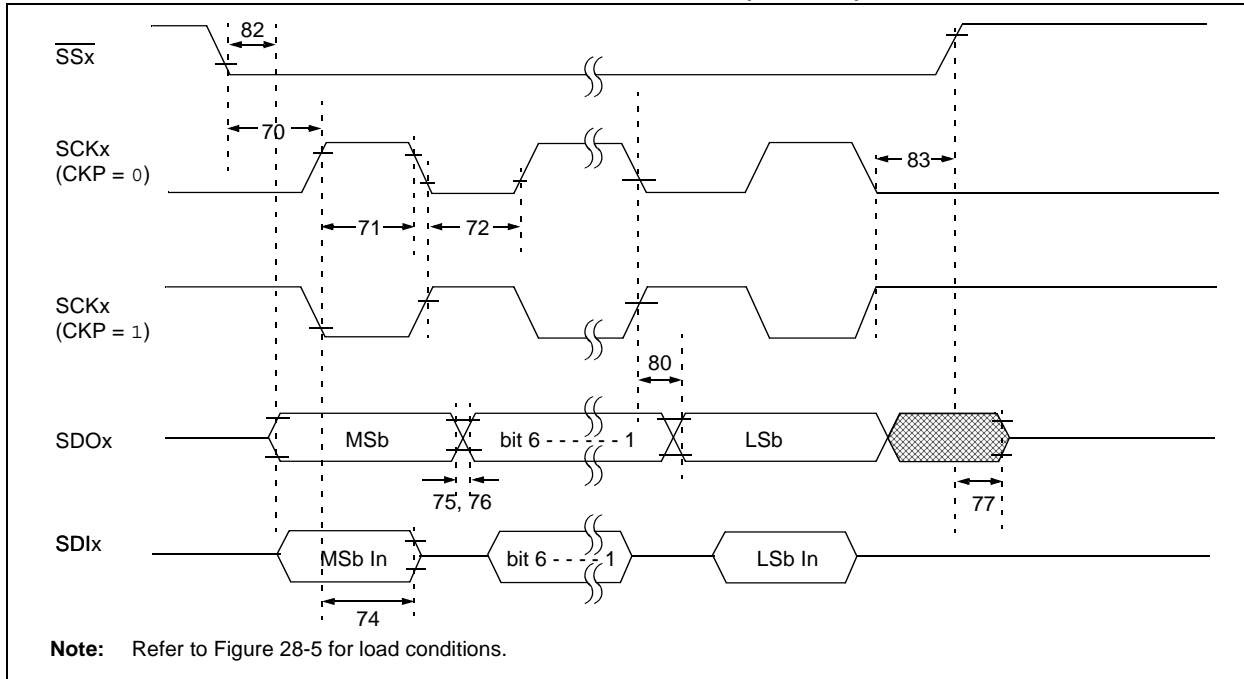 82
SSx
70
SCKx
(CKP = 0)
83
71
72
SCKx
(CKP = 1)
80
SDOx
MSb
bit 6 - - - - - - 1
LSb
75, 76
77
SDIx
MSb In
bit 6 - - - - 1
LSb In
74
Note: Refer to Figure 28-5 for load conditions.